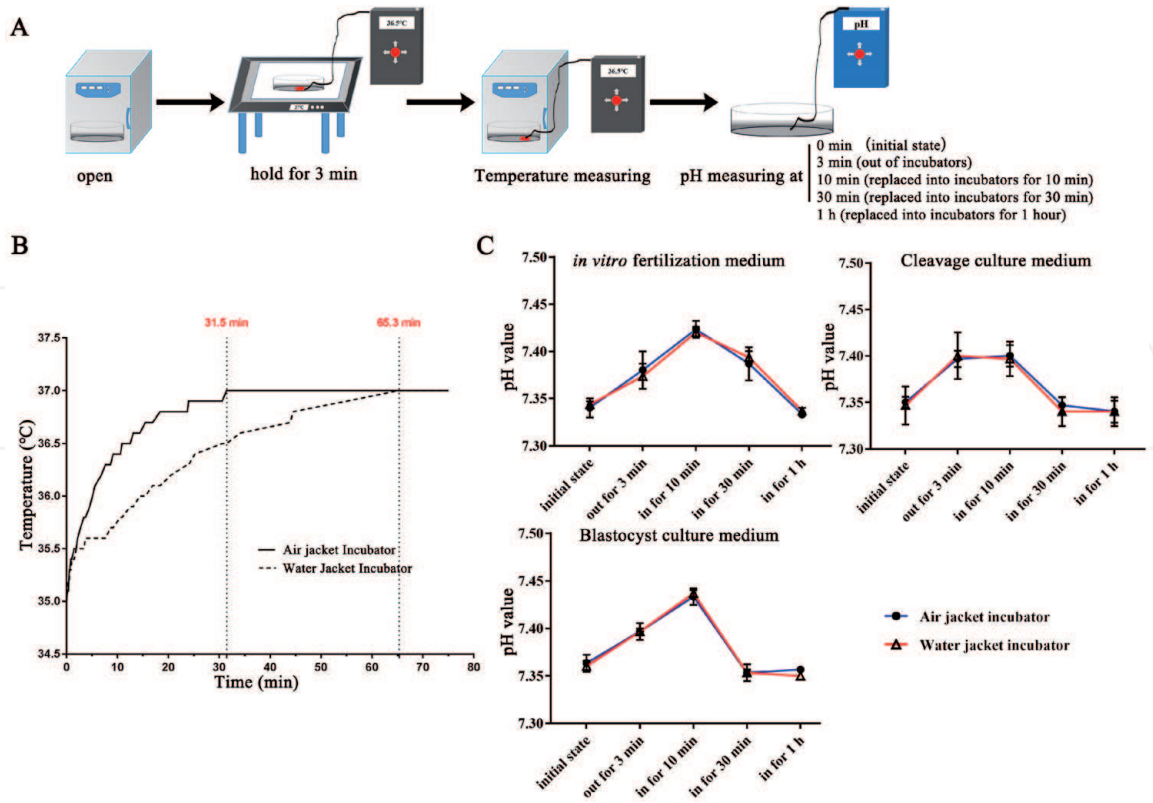 A
36.5°C
36.5°C
pH
37°C
open
hold for 3 min
Temperature measuring
pH measuring at
0 min (initial state)
3 min (out of incubators)
10 min (replaced into incubators for 10 min)
30 min (replaced into incubators for 30 min)
1 h (replaced into incubators for 1 hour)
B
31.5 min
65.3 min
Temperature (°C)
37.5
37.0
36.5
36.0
35.5
35.0
34.5
Air jacket Incubator
Water Jacket Incubator
0
10
20
30
40
50
60
70
80
Time (min)
C
in vitro fertilization medium
pH value
7.50
7.45
7.40
7.35
7.30
initial state
out for 3 min
in for 10 min
in for 30 min
in for 1 h
Cleavage culture medium
pH value
7.50
7.45
7.40
7.35
7.30
initial state
out for 3 min
in for 10 min
in for 30 min
in for 1 h
Blastocyst culture medium
pH value
7.50
7.45
7.40
7.35
7.30
initial state
out for 3 min
in for 10 min
in for 30 min
in for 1 h
Air jacket incubator
Water jacket incubator